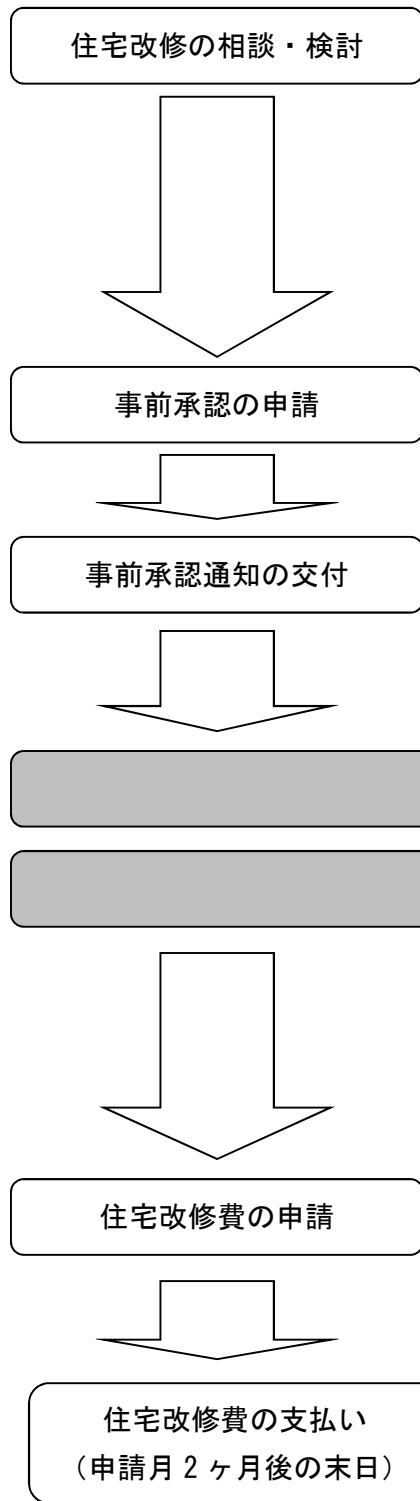 住宅改修の相談・検討
事前承認の申請
事前承認通知の交付
住宅改修費の申請
住宅改修費の支払い
（申請月２ヶ月後の末日）